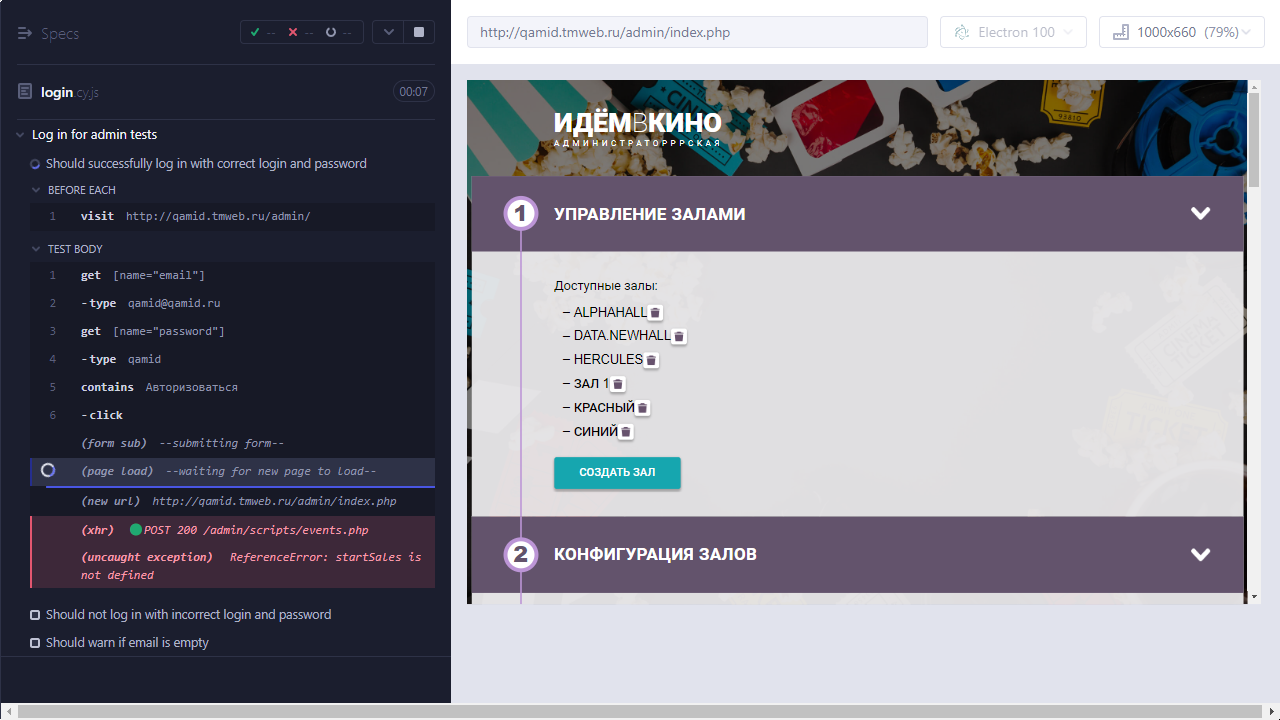 Specs
--
--
--
login.cy.js
00:07
Log in for admin tests
Should successfully log in with correct login and password
BEFORE EACH
1 visit http://qamid.tmweb.ru/admin/
TEST BODY
1 get [name="email"]
2 -type qamid@qamid.ru
3 get [name="password"]
4 -type qamid
5 contains Авторизоваться
6 -click
(form sub) --submitting form--
(page load) --waiting for new page to load--
(new url) http://qamid.tmweb.ru/admin/index.php
(xhr) POST 200 /admin/scripts/events.php
(uncaught exception) ReferenceError: startSales is
not defined
Should not log in with incorrect login and password
Should warn if email is empty
http://qamid.tmweb.ru/admin/index.php
Electron 100
1000x660 (79%)
CINE
93810
ИДЁМВКИНО
АДМИНИСТРАТОРРРСКАЯ
1 УПРАВЛЕНИЕ ЗАЛАМИ
Доступные залы:
– ALPHAHALL
– DATA.NEWHALL
– HERCULES
– ЗАЛ 1
– КРАСНЫЙ
– СИНИЙ
СОЗДАТЬ ЗАЛ
2 КОНФИГУРАЦИЯ ЗАЛОВ